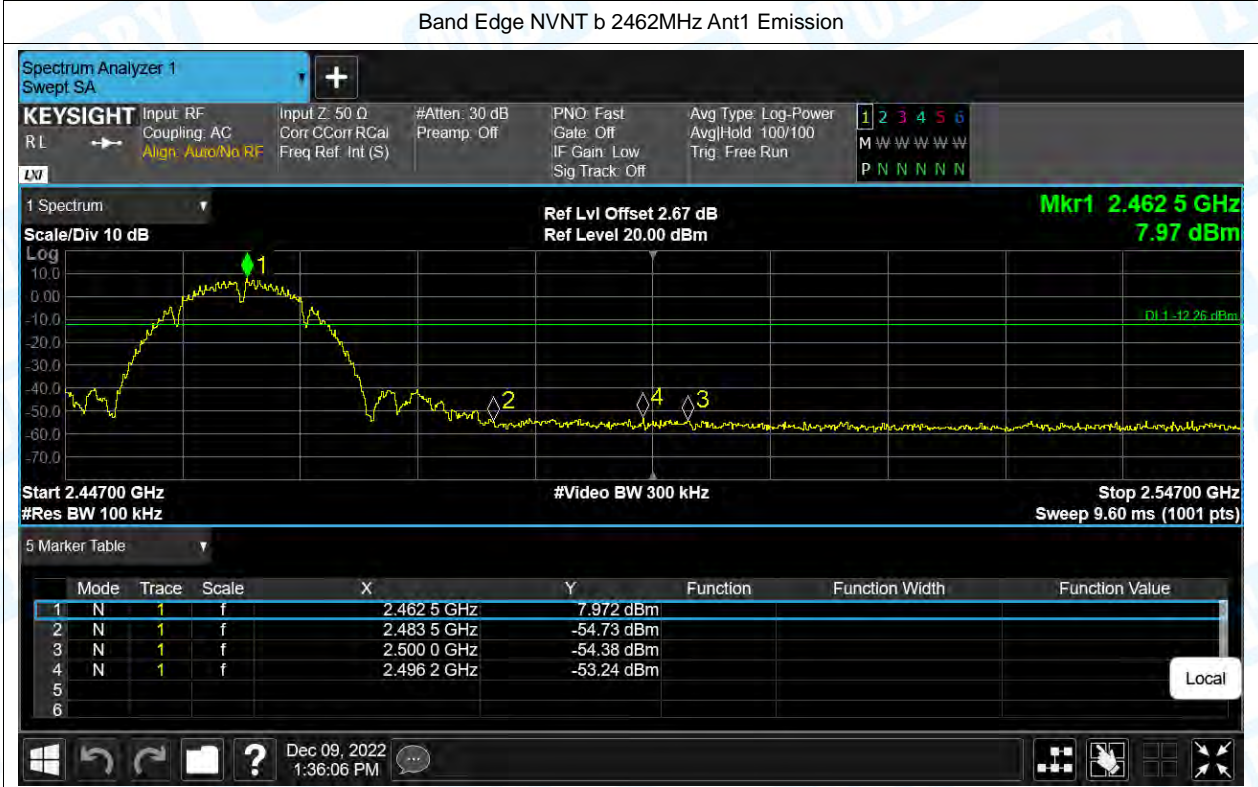 Band Edge NVNT b 2462MHz Ant1 Emission
Spectrum Analyzer 1
Swept SA
+
KEYSIGHT
RL
LXI
Input: RF
Coupling: AC
Align: Auto/No RF
Input Z: 50 Ω
Corr CCorr RCal
Freq Ref: Int (S)
#Atten: 30 dB
Preamp: Off
PNO: Fast
Gate: Off
IF Gain: Low
Sig Track: Off
Avg Type: Log-Power
Avg|Hold: 100/100
Trig: Free Run
1 2 3 4 5 6
M W W W W W
P N N N N N
1 Spectrum
Scale/Div 10 dB
Ref Lvl Offset 2.67 dB
Ref Level 20.00 dBm
Mkr1 2.462 5 GHz
7.97 dBm
Log
10.0
0.00
-10.0
-20.0
-30.0
-40.0
-50.0
-60.0
-70.0
1
2
4
3
DL1 -12.26 dBm
Start 2.44700 GHz
#Res BW 100 kHz
#Video BW 300 kHz
Stop 2.54700 GHz
Sweep 9.60 ms (1001 pts)
5 Marker Table
Mode Trace Scale X Y Function Function Width Function Value
1 N 1 f 2.462 5 GHz 7.972 dBm
2 N 1 f 2.483 5 GHz -54.73 dBm
3 N 1 f 2.500 0 GHz -54.38 dBm
4 N 1 f 2.496 2 GHz -53.24 dBm
5
6
Local
?
Dec 09, 2022
1:36:06 PM